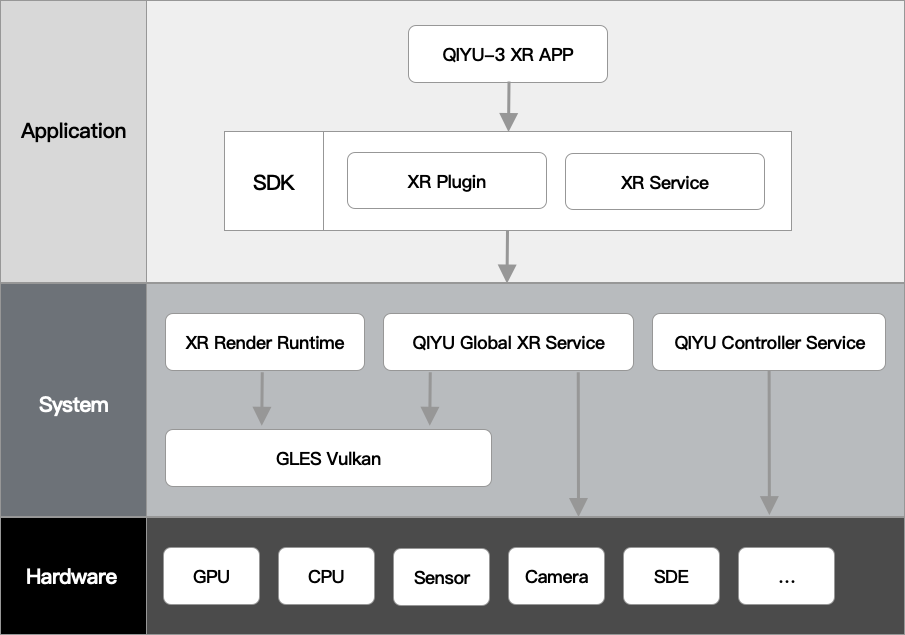 QIYU-3 XR APP
Application
SDK
XR Plugin
XR Service
XR Render Runtime
QIYU Global XR Service
QIYU Controller Service
System
GLES Vulkan
Hardware
GPU
CPU
Sensor
Camera
SDE
...